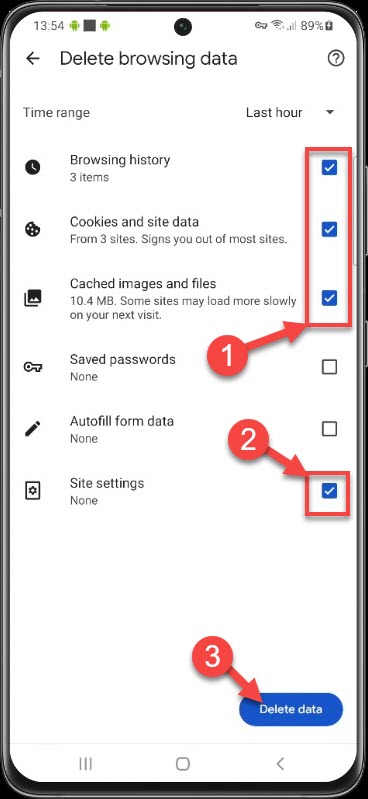 13:54 89%
Delete browsing data
Time range Last hour
Browsing history
3 items
Cookies and site data
From 3 sites. Signs you out of most sites.
Cached images and files
10.4 MB. Some sites may load more slowly
on your next visit.
1
Saved passwords
None
Autofill form data
None
2
Site settings
None
3
Delete data